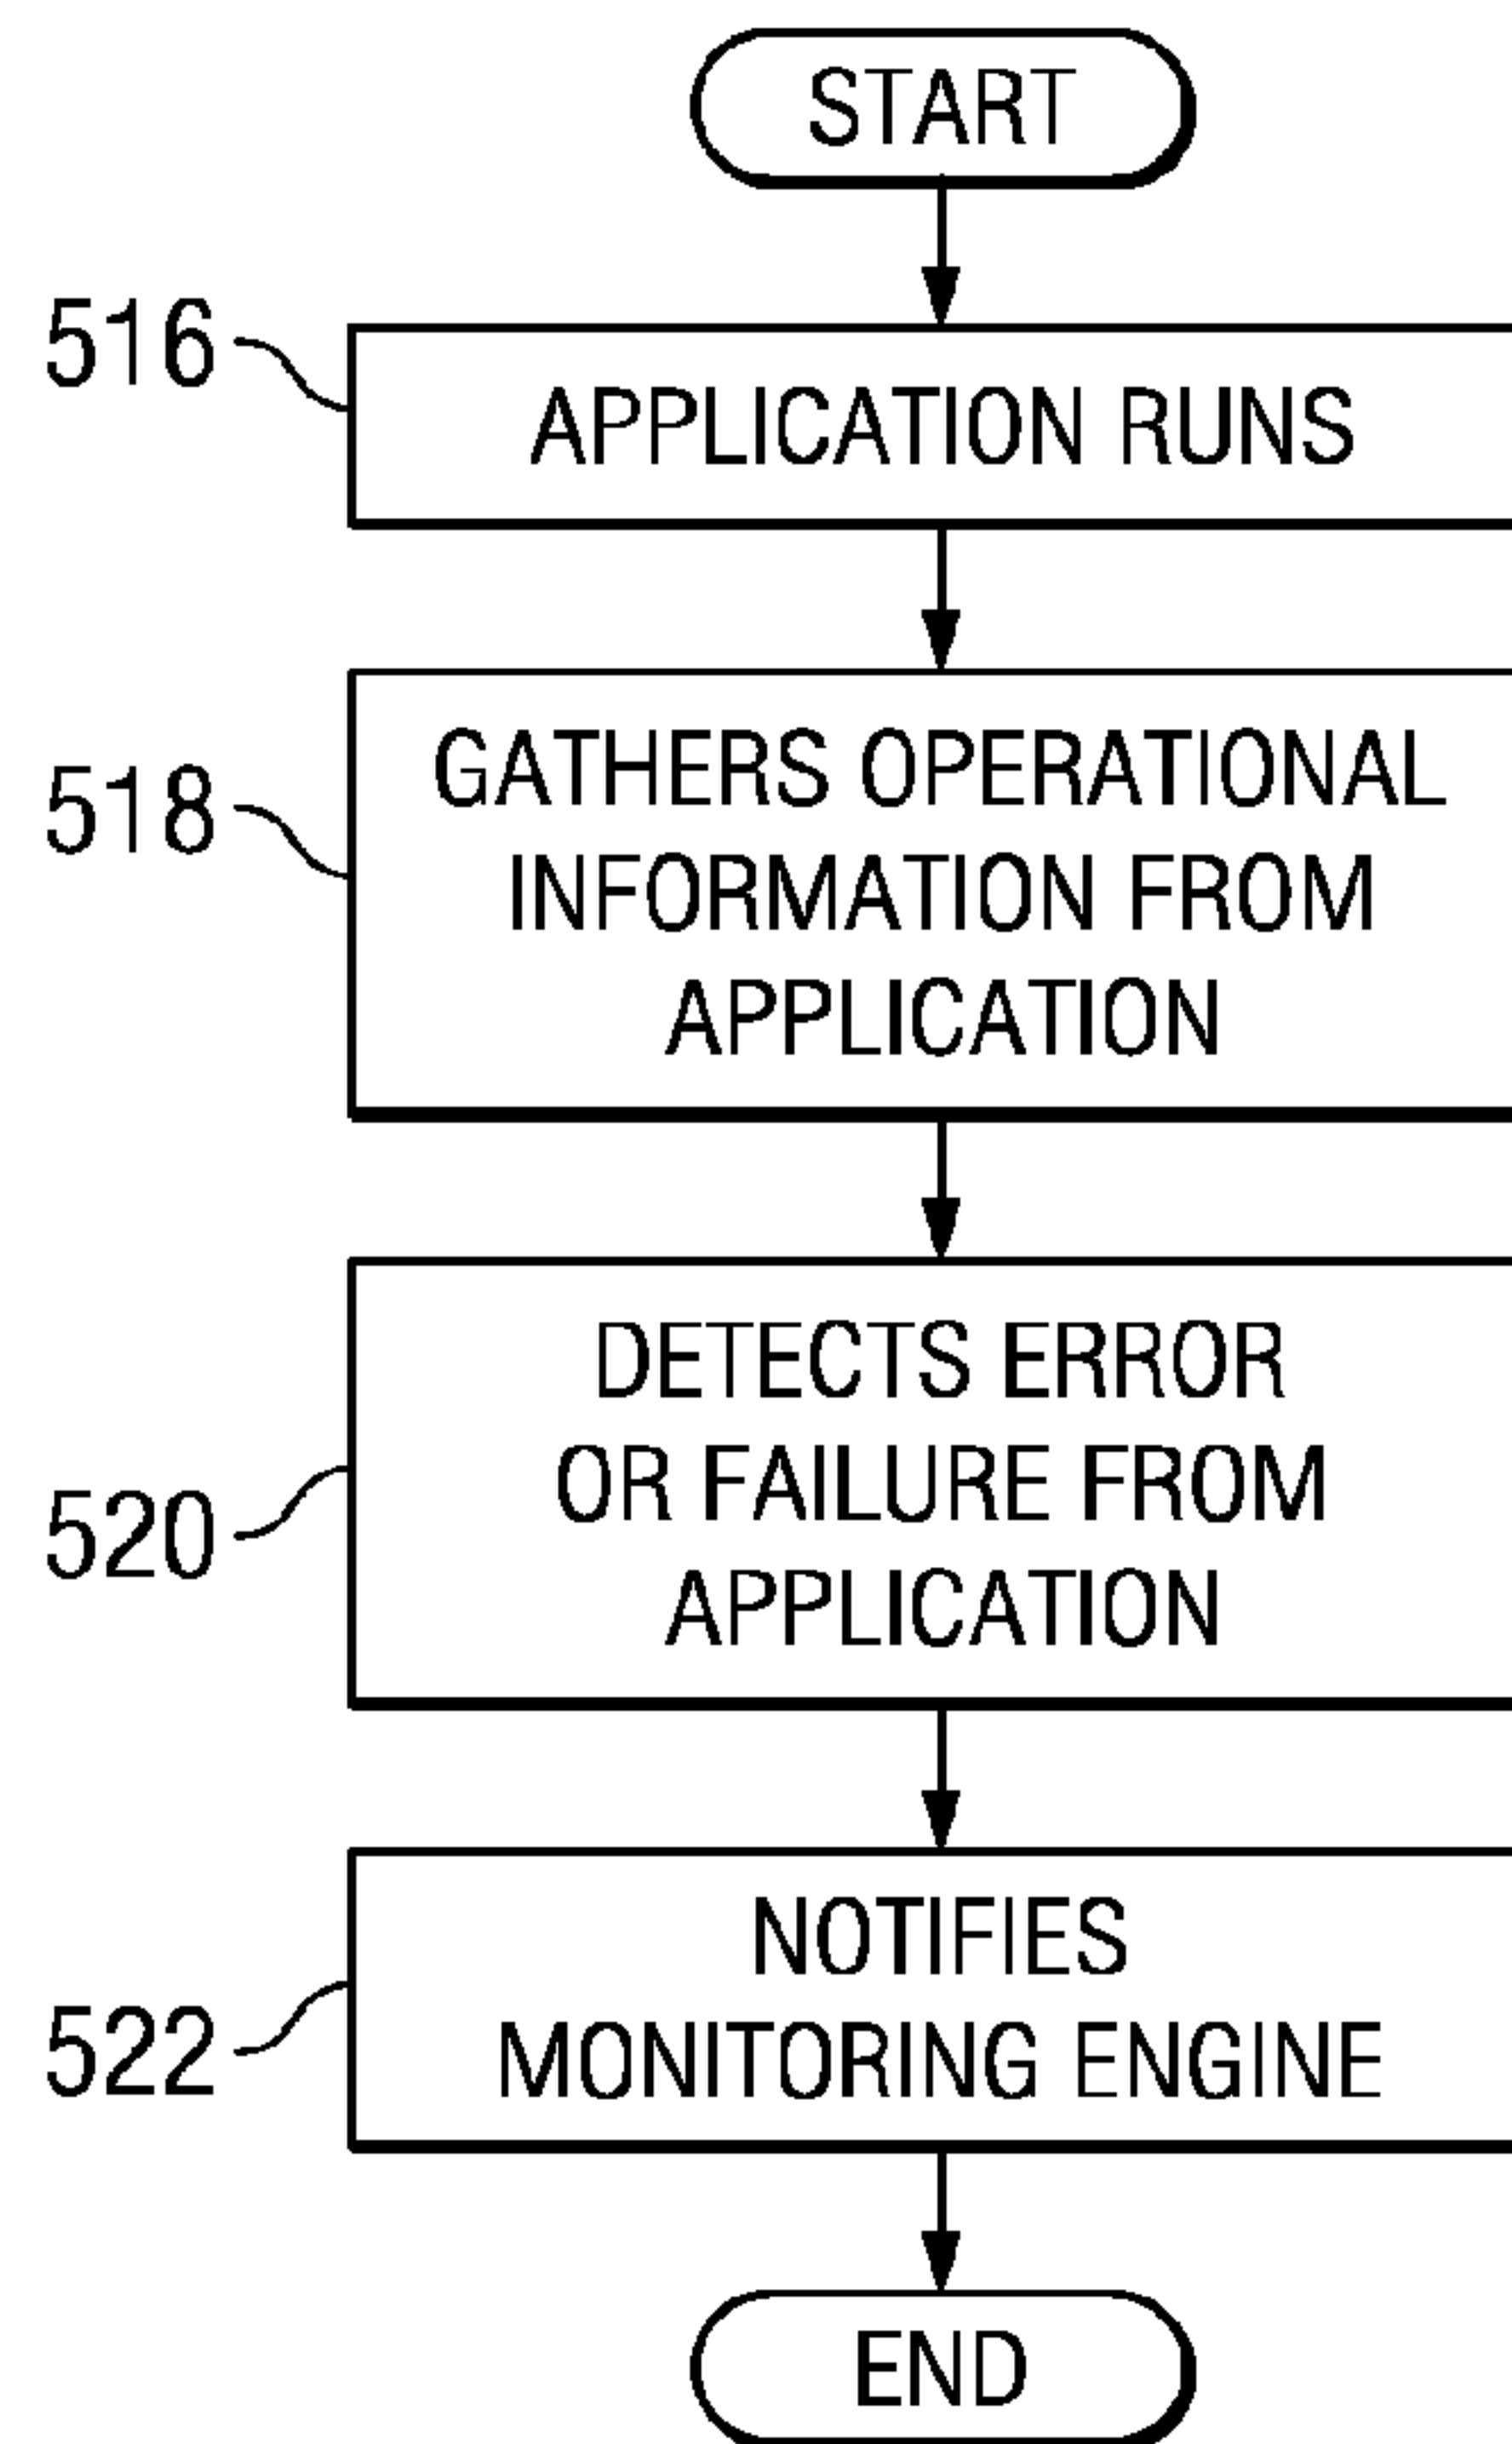 START
516
APPLICATION RUNS
518
GATHERS OPERATIONAL
INFORMATION FROM
APPLICATION
520
DETECTS ERROR
OR FAILURE FROM
APPLICATION
522
NOTIFIES
MONITORING ENGINE
END